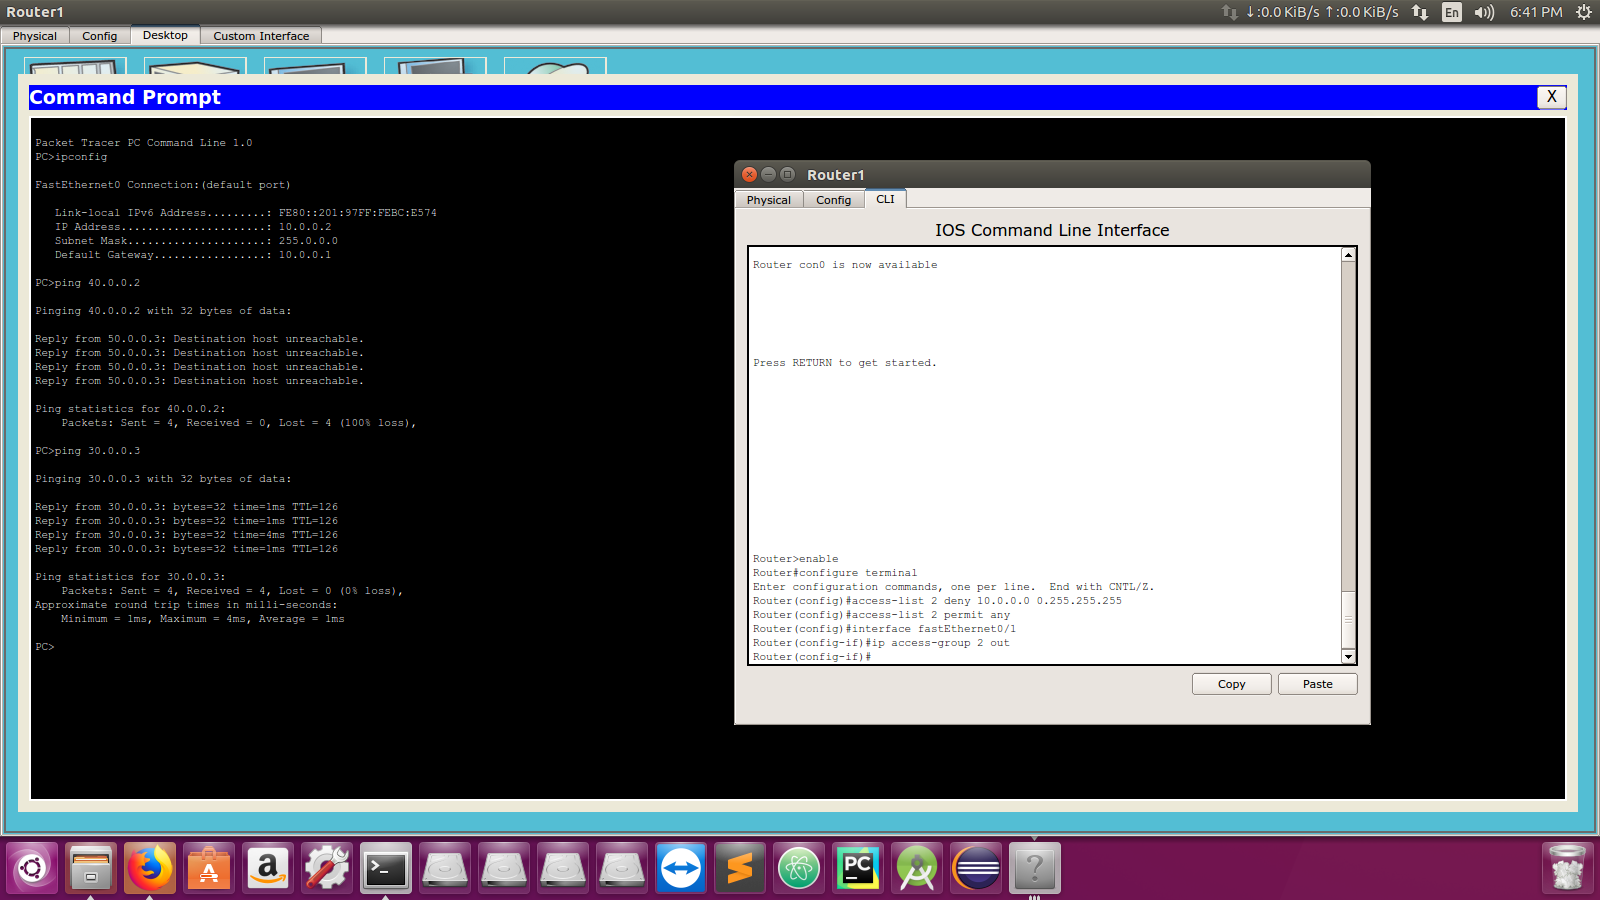 Router1
↓:0.0 KiB/s ↑:0.0 KiB/s En 6:41 PM
Physical Config Desktop Custom Interface
Command Prompt X
Packet Tracer PC Command Line 1.0
PC>ipconfig
FastEthernet0 Connection:(default port)
Link-local IPv6 Address.........: FE80::201:97FF:FEBC:E574
IP Address......................: 10.0.0.2
Subnet Mask.....................: 255.0.0.0
Default Gateway.................: 10.0.0.1
PC>ping 40.0.0.2
Pinging 40.0.0.2 with 32 bytes of data:
Reply from 50.0.0.3: Destination host unreachable.
Reply from 50.0.0.3: Destination host unreachable.
Reply from 50.0.0.3: Destination host unreachable.
Reply from 50.0.0.3: Destination host unreachable.
Ping statistics for 40.0.0.2:
Packets: Sent = 4, Received = 0, Lost = 4 (100% loss),
PC>ping 30.0.0.3
Pinging 30.0.0.3 with 32 bytes of data:
Reply from 30.0.0.3: bytes=32 time=1ms TTL=126
Reply from 30.0.0.3: bytes=32 time=1ms TTL=126
Reply from 30.0.0.3: bytes=32 time=4ms TTL=126
Reply from 30.0.0.3: bytes=32 time=1ms TTL=126
Ping statistics for 30.0.0.3:
Packets: Sent = 4, Received = 4, Lost = 0 (0% loss),
Approximate round trip times in milli-seconds:
Minimum = 1ms, Maximum = 4ms, Average = 1ms
PC>
Router1
Physical Config CLI
IOS Command Line Interface
Router con0 is now available
Press RETURN to get started.
Router>enable
Router#configure terminal
Enter configuration commands, one per line.  End with CNTL/Z.
Router(config)#access-list 2 deny 10.0.0.0 0.255.255.255
Router(config)#access-list 2 permit any
Router(config)#interface fastEthernet0/1
Router(config-if)#ip access-group 2 out
Router(config-if)#
Copy Paste
A a >_ S PC ?